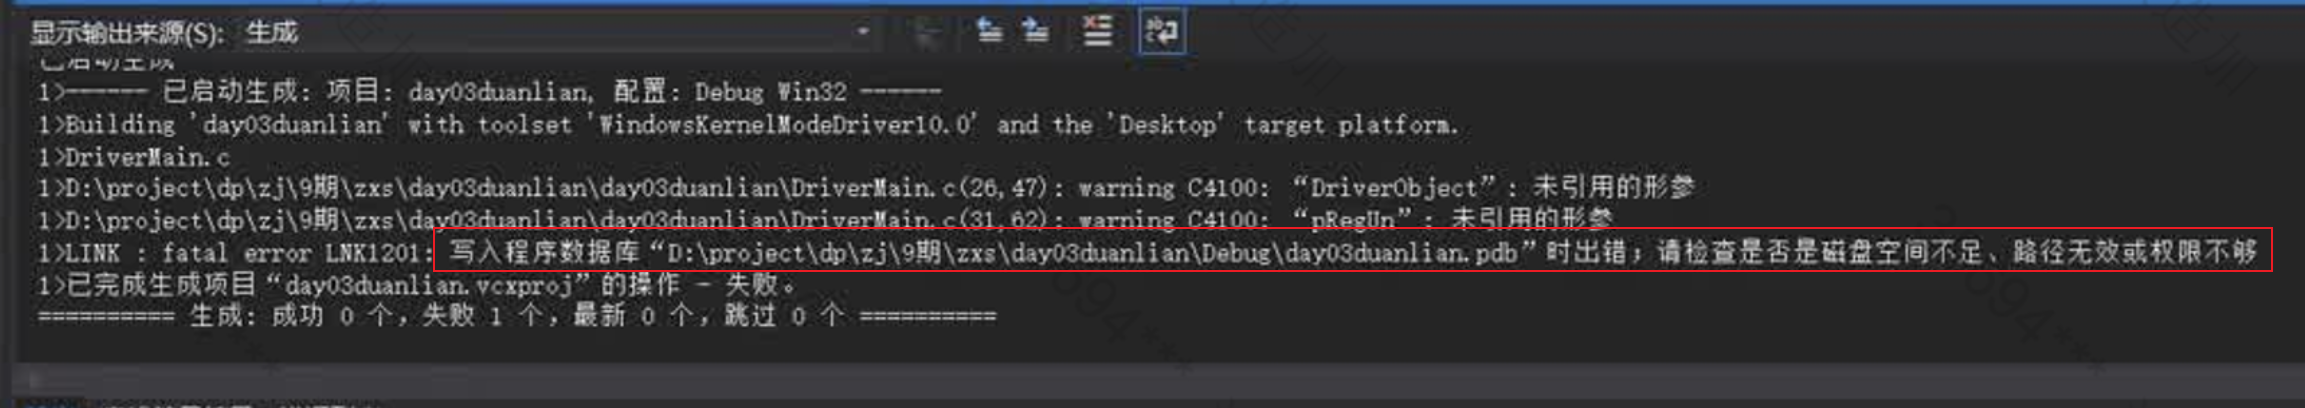 显示输出来源(S): 生成
已启动生成
1>------ 已启动生成: 项目: day03duanlian, 配置: Debug Win32 ------
1>Building 'day03duanlian' with toolset 'WindowsKernelModeDriver10.0' and the 'Desktop' target platform.
1>DriverMain.c
1>D:\project\dp\zj\9期\zxs\day03duanlian\day03duanlian\DriverMain.c(26,47): warning C4100: “DriverObject”: 未引用的形参
1>D:\project\dp\zj\9期\zxs\day03duanlian\day03duanlian\DriverMain.c(31,62): warning C4100: “pRegUn”: 未引用的形参
1>LINK : fatal error LNK1201: 写入程序数据库“D:\project\dp\zj\9期\zxs\day03duanlian\Debug\day03duanlian.pdb”时出错；请检查是否是磁盘空间不足、路径无效或权限不够
1>已完成生成项目“day03duanlian.vcxproj”的操作 - 失败。
========== 生成: 成功 0 个，失败 1 个，最新 0 个，跳过 0 个 ==========